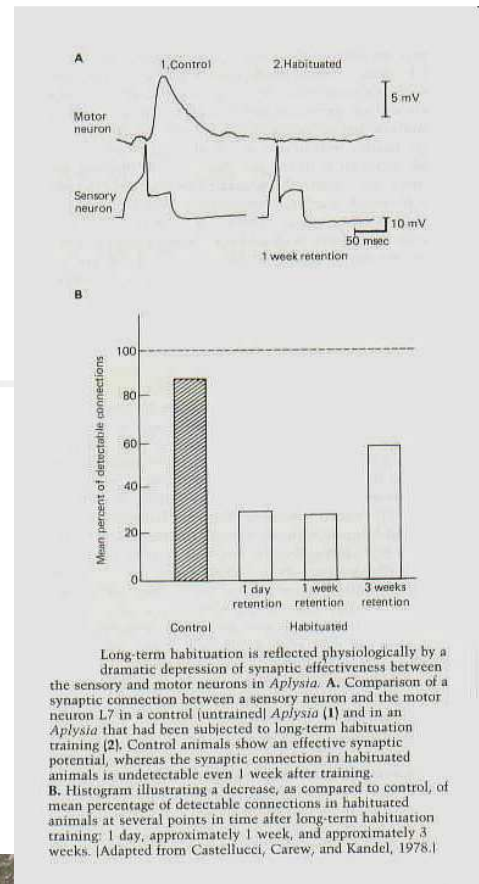 A
1.Control 2.Habituated
5 mV
Motor
neuron
Sensory
neuron
10 mV
50 msec
1 week retention
B
Mean percent of detectable connections
100
80
60
40
20
0
1 day 1 week 3 weeks
retention retention retention
Control Habituated
Long-term habituation is reflected physiologically by a
dramatic depression of synaptic effectiveness between
the sensory and motor neurons in Aplysia. A. Comparison of a
synaptic connection between a sensory neuron and the motor
neuron L7 in a control (untrained) Aplysia (1) and in an
Aplysia that had been subjected to long-term habituation
training (2). Control animals show an effective synaptic
potential, whereas the synaptic connection in habituated
animals is undetectable even 1 week after training.
B. Histogram illustrating a decrease, as compared to control, of
mean percentage of detectable connections in habituated
animals at several points in time after long-term habituation
training: 1 day, approximately 1 week, and approximately 3
weeks. (Adapted from Castellucci, Carew, and Kandel, 1978.)